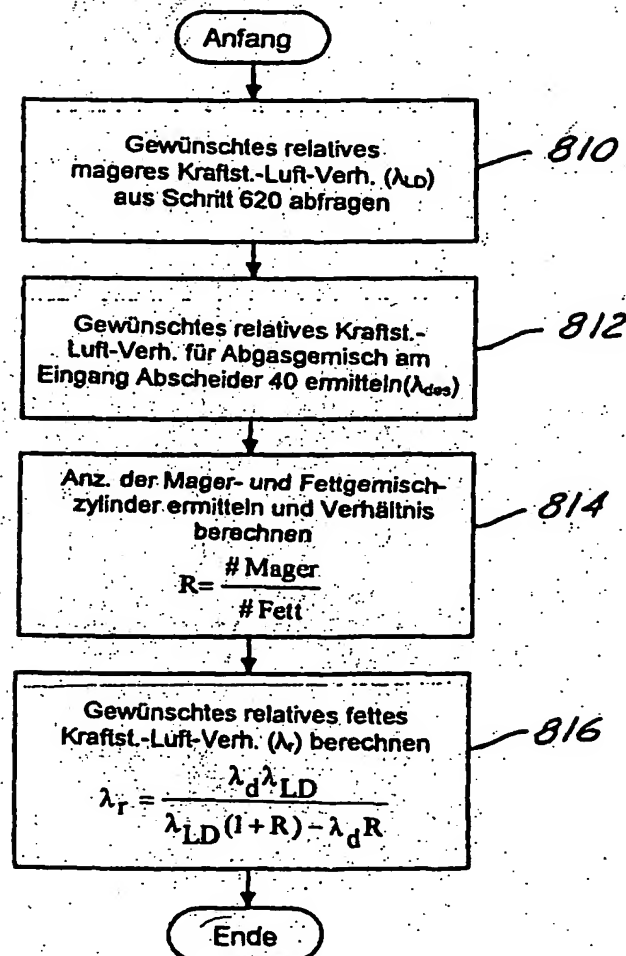 Anfang
Gewünschtes relatives
mageres Kraftst.-Luft-Verh. (λLD)
aus Schritt 620 abfragen
810
Gewünschtes relatives Kraftst.-
Luft-Verh. für Abgasgemisch am
Eingang Abscheider 40 ermitteln(λdes)
812
Anz. der Mager- und Fettgemisch-
zylinder ermitteln und Verhältnis
berechnen
R= # Mager / # Fett
814
Gewünschtes relatives fettes
Kraftst.-Luft-Verh. (λr) berechnen
λr = λdλLD / λLD(1+R) − λdR
816
Ende